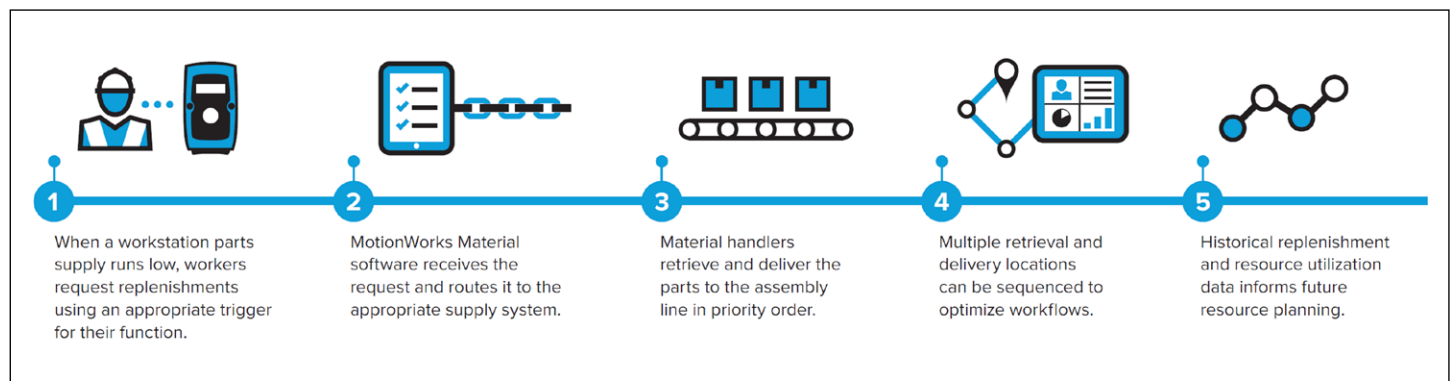 1
When a workstation parts
supply runs low, workers
request replenishments
using an appropriate trigger
for their function.
2
MotionWorks Material
software receives the
request and routes it to the
appropriate supply system.
3
Material handlers
retrieve and deliver the
parts to the assembly
line in priority order.
4
Multiple retrieval and
delivery locations
can be sequenced to
optimize workflows.
5
Historical replenishment
and resource utilization
data informs future
resource planning.